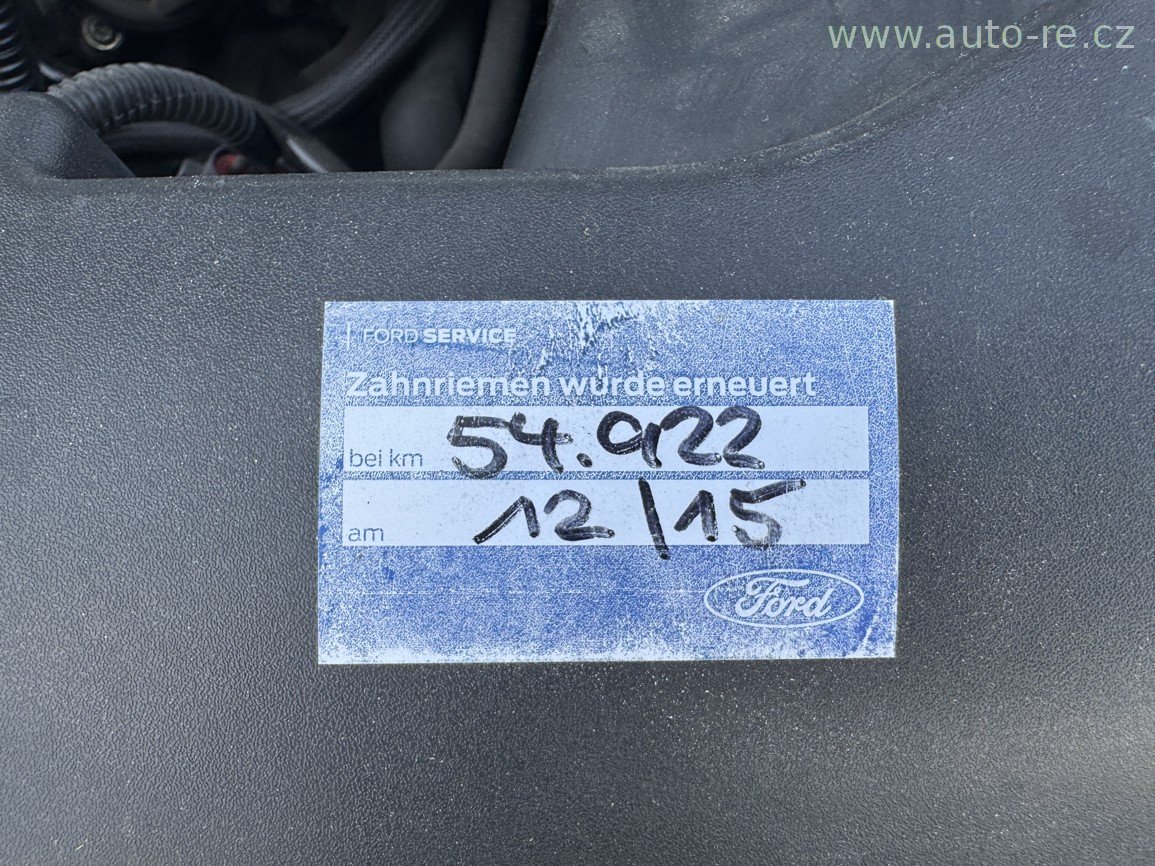 www.auto-re.cz
FORD SERVICE
Zahnriemen wurde erneuert
bei km 54.922
am 12/15
Ford